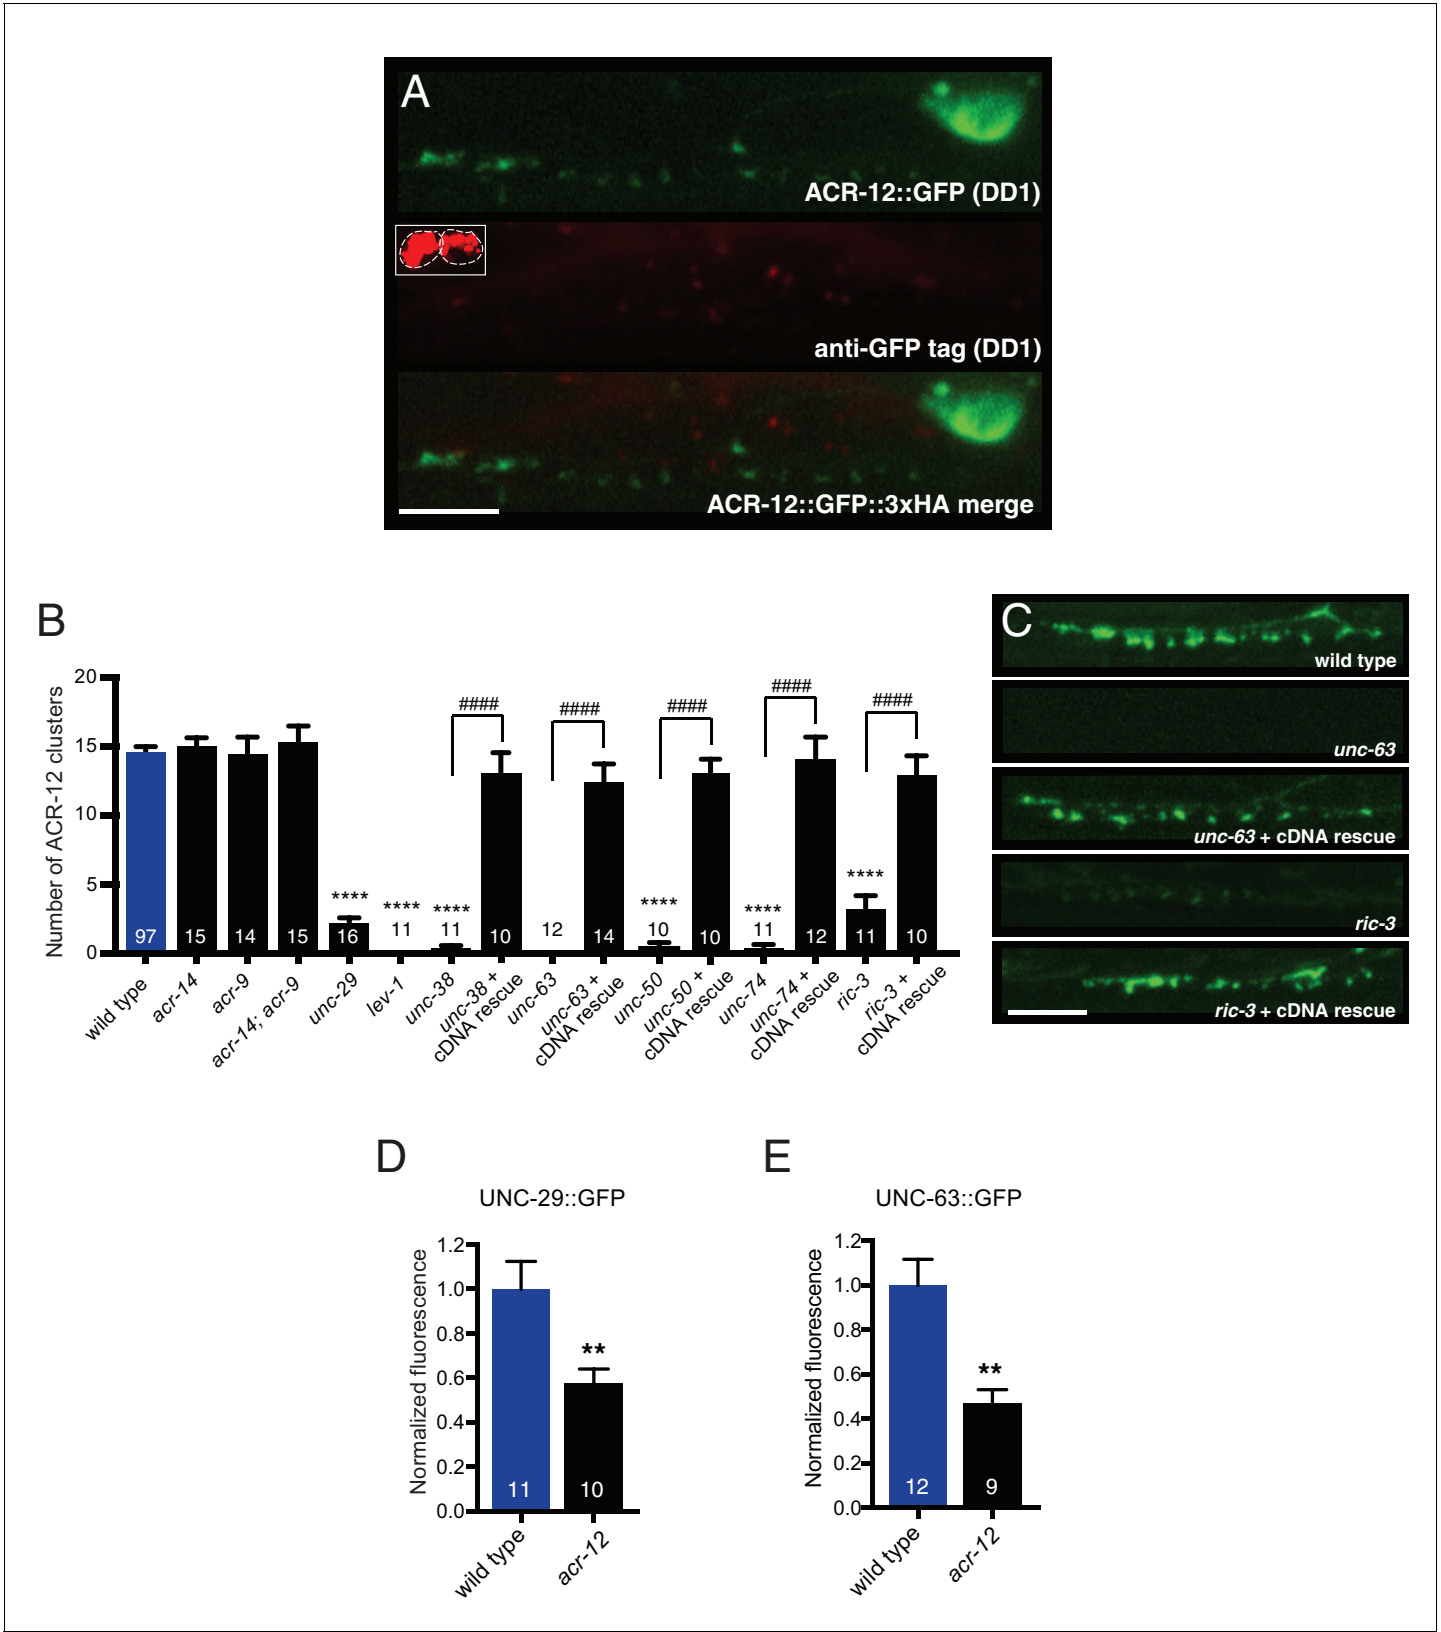 A
ACR-12::GFP (DD1)
anti-GFP tag (DD1)
ACR-12::GFP::3xHA merge
B
Number of ACR-12 clusters
20
15
10
5
0
####
####
####
####
####
****
****
****
****
****
****
97
15
14
15
16
11
11
10
12
14
10
10
11
12
11
10
wild type
acr-14
acr-9
acr-14; acr-9
unc-29
lev-1
unc-38
unc-38 +
cDNA rescue
unc-63
unc-63 +
cDNA rescue
unc-50
unc-50 +
cDNA rescue
unc-74
unc-74 +
cDNA rescue
ric-3
ric-3 +
cDNA rescue
C
wild type
unc-63
unc-63 + cDNA rescue
ric-3
ric-3 + cDNA rescue
D
UNC-29::GFP
Normalized fluorescence
1.2
1.0
0.8
0.6
0.4
0.2
0.0
**
11
10
wild type
acr-12
E
UNC-63::GFP
Normalized fluorescence
1.2
1.0
0.8
0.6
0.4
0.2
0.0
**
12
9
wild type
acr-12